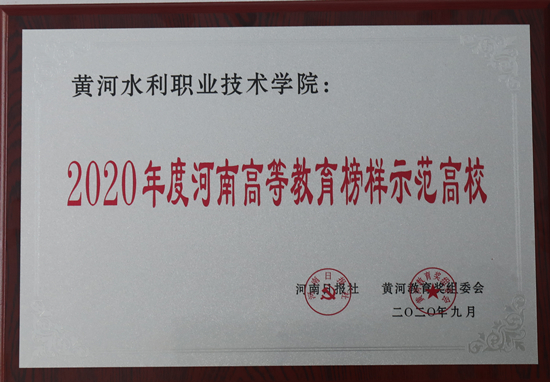 黄河水利职业技术学院：
2020年度河南高等教育榜样示范高校
河南日报社 黄河教育奖组委会
二〇二〇年九月